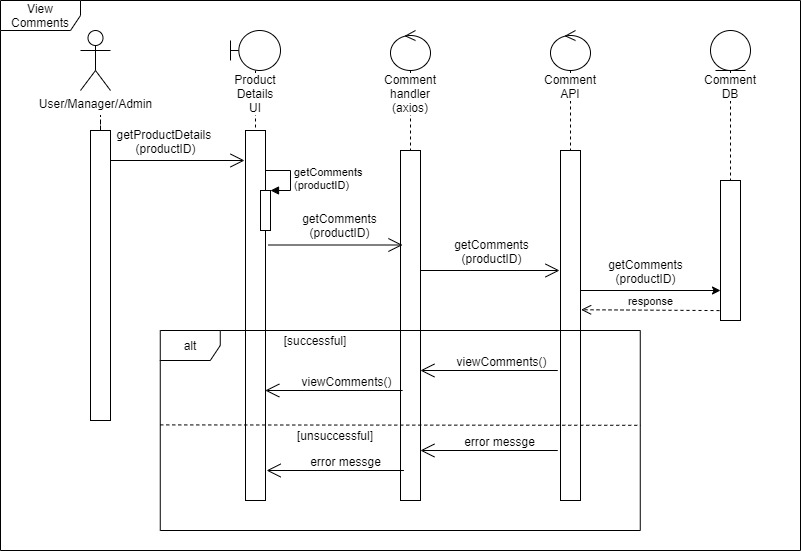 View
Comments
User/Manager/Admin
Product
Details
UI
Comment
handler
(axios)
Comment
API
Comment
DB
getProductDetails
(productID)
getComments
(productID)
getComments
(productID)
getComments
(productID)
getComments
(productID)
response
alt
[successful]
viewComments()
viewComments()
[unsuccessful]
error messge
error messge